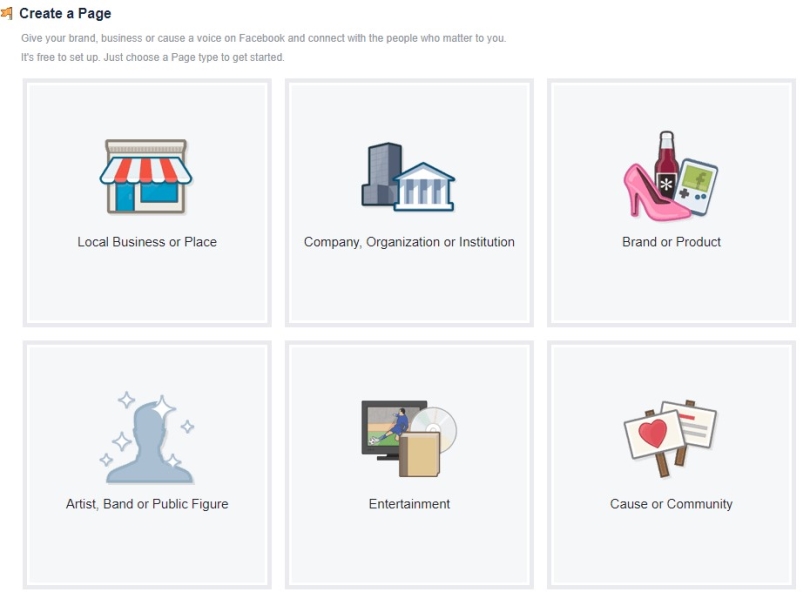 Create a Page
Give your brand, business or cause a voice on Facebook and connect with the people who matter to you.
It's free to set up. Just choose a Page type to get started.
Local Business or Place
Company, Organization or Institution
Brand or Product
Artist, Band or Public Figure
Entertainment
Cause or Community